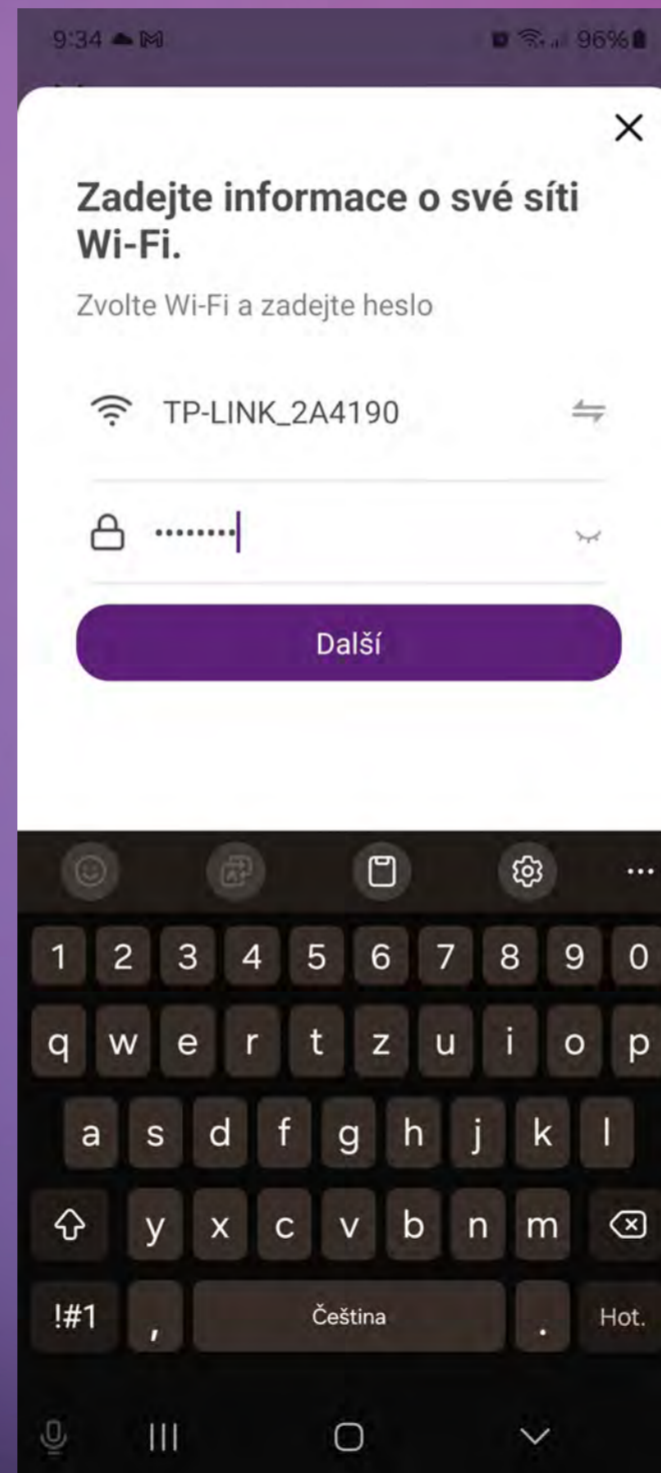 9:34
96%
Zadejte informace o své síti
Wi-Fi.
Zvolte Wi-Fi a zadejte heslo
TP-LINK_2A4190
••••••••
Další
1 2 3 4 5 6 7 8 9 0
q w e r t z u i o p
a s d f g h j k l
y x c v b n m
!#1 , Čeština . Hot.